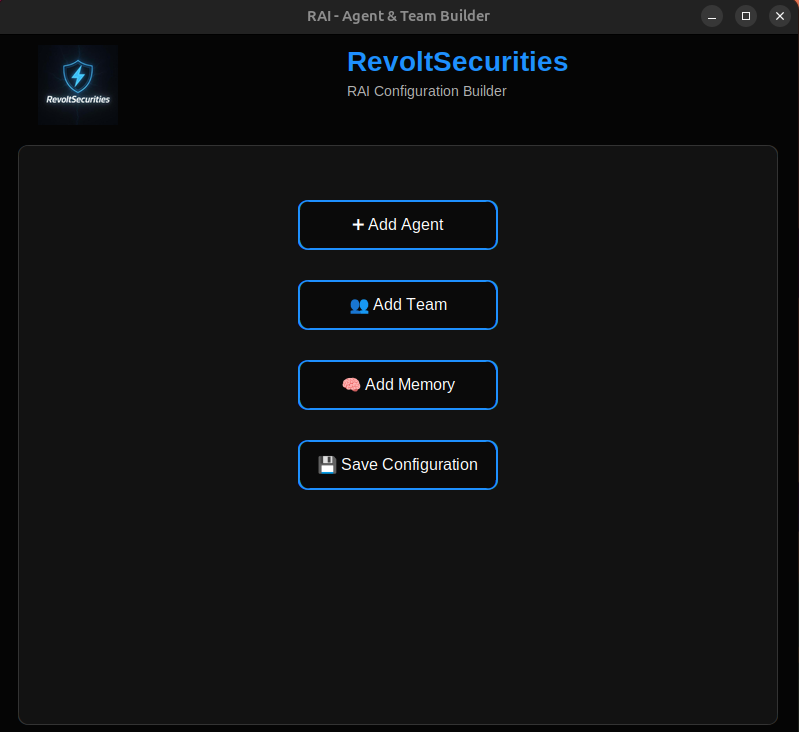 RAI - Agent & Team Builder
RevoltSecurities
RevoltSecurities
RAI Configuration Builder
Add Agent
Add Team
Add Memory
Save Configuration